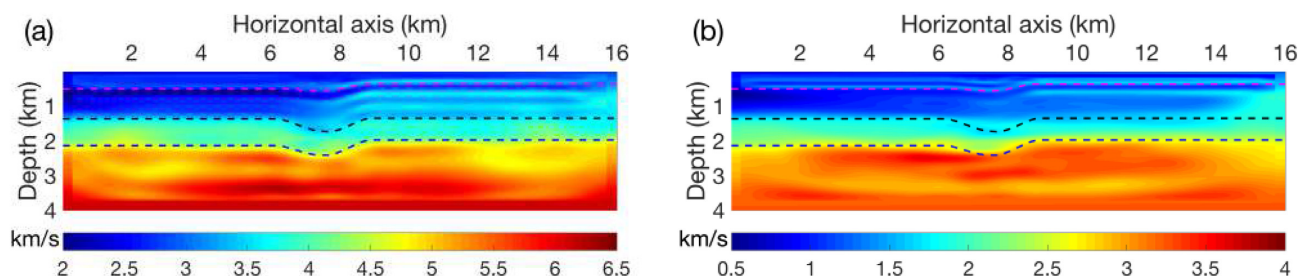 (a)
Horizontal axis (km)
2 4 6 8 10 12 14 16
Depth (km)
1
2
3
4
km/s
2 2.5 3 3.5 4 4.5 5 5.5 6 6.5
(b)
Horizontal axis (km)
2 4 6 8 10 12 14 16
Depth (km)
1
2
3
4
km/s
0.5 1 1.5 2 2.5 3 3.5 4